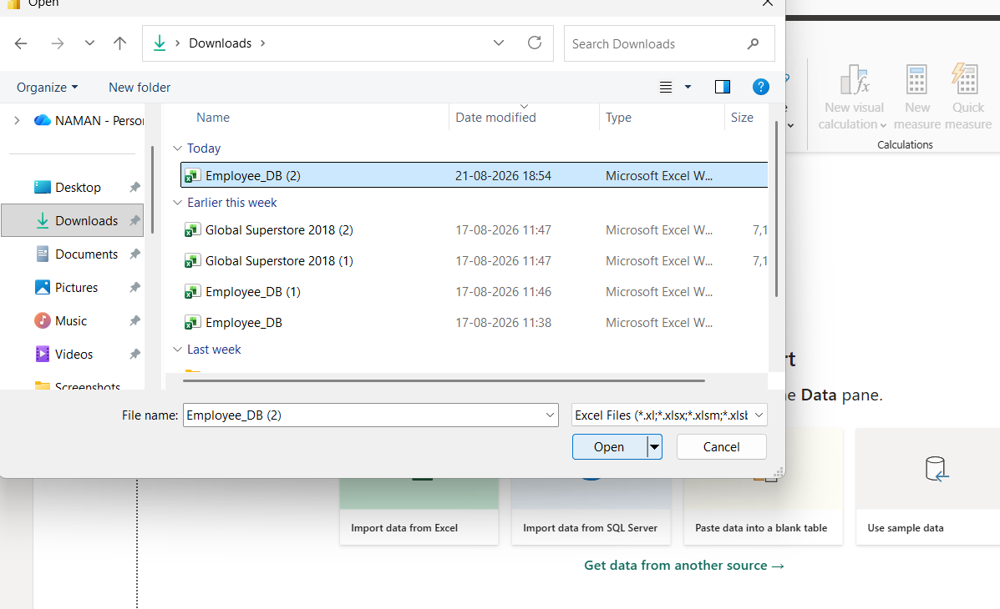 Open
Downloads
Search Downloads
Organize
New folder
NAMAN - Person
Name
Date modified
Type
Size
Today
Employee_DB (2) 21-08-2026 18:54 Microsoft Excel W...
Earlier this week
Global Superstore 2018 (2) 17-08-2026 11:47 Microsoft Excel W... 7,1
Global Superstore 2018 (1) 17-08-2026 11:47 Microsoft Excel W... 7,1
Employee_DB (1) 17-08-2026 11:46 Microsoft Excel W...
Employee_DB 17-08-2026 11:38 Microsoft Excel W...
Last week
Desktop
Downloads
Documents
Pictures
Music
Videos
Screenshots
File name: Employee_DB (2)
Excel Files (*.xl;*.xlsx;*.xlsm;*.xlsb
Open
Cancel
New visual
calculation
New
measure
Quick
measure
Calculations
Data pane.
Import data from Excel
Import data from SQL Server
Paste data into a blank table
Use sample data
Get data from another source →